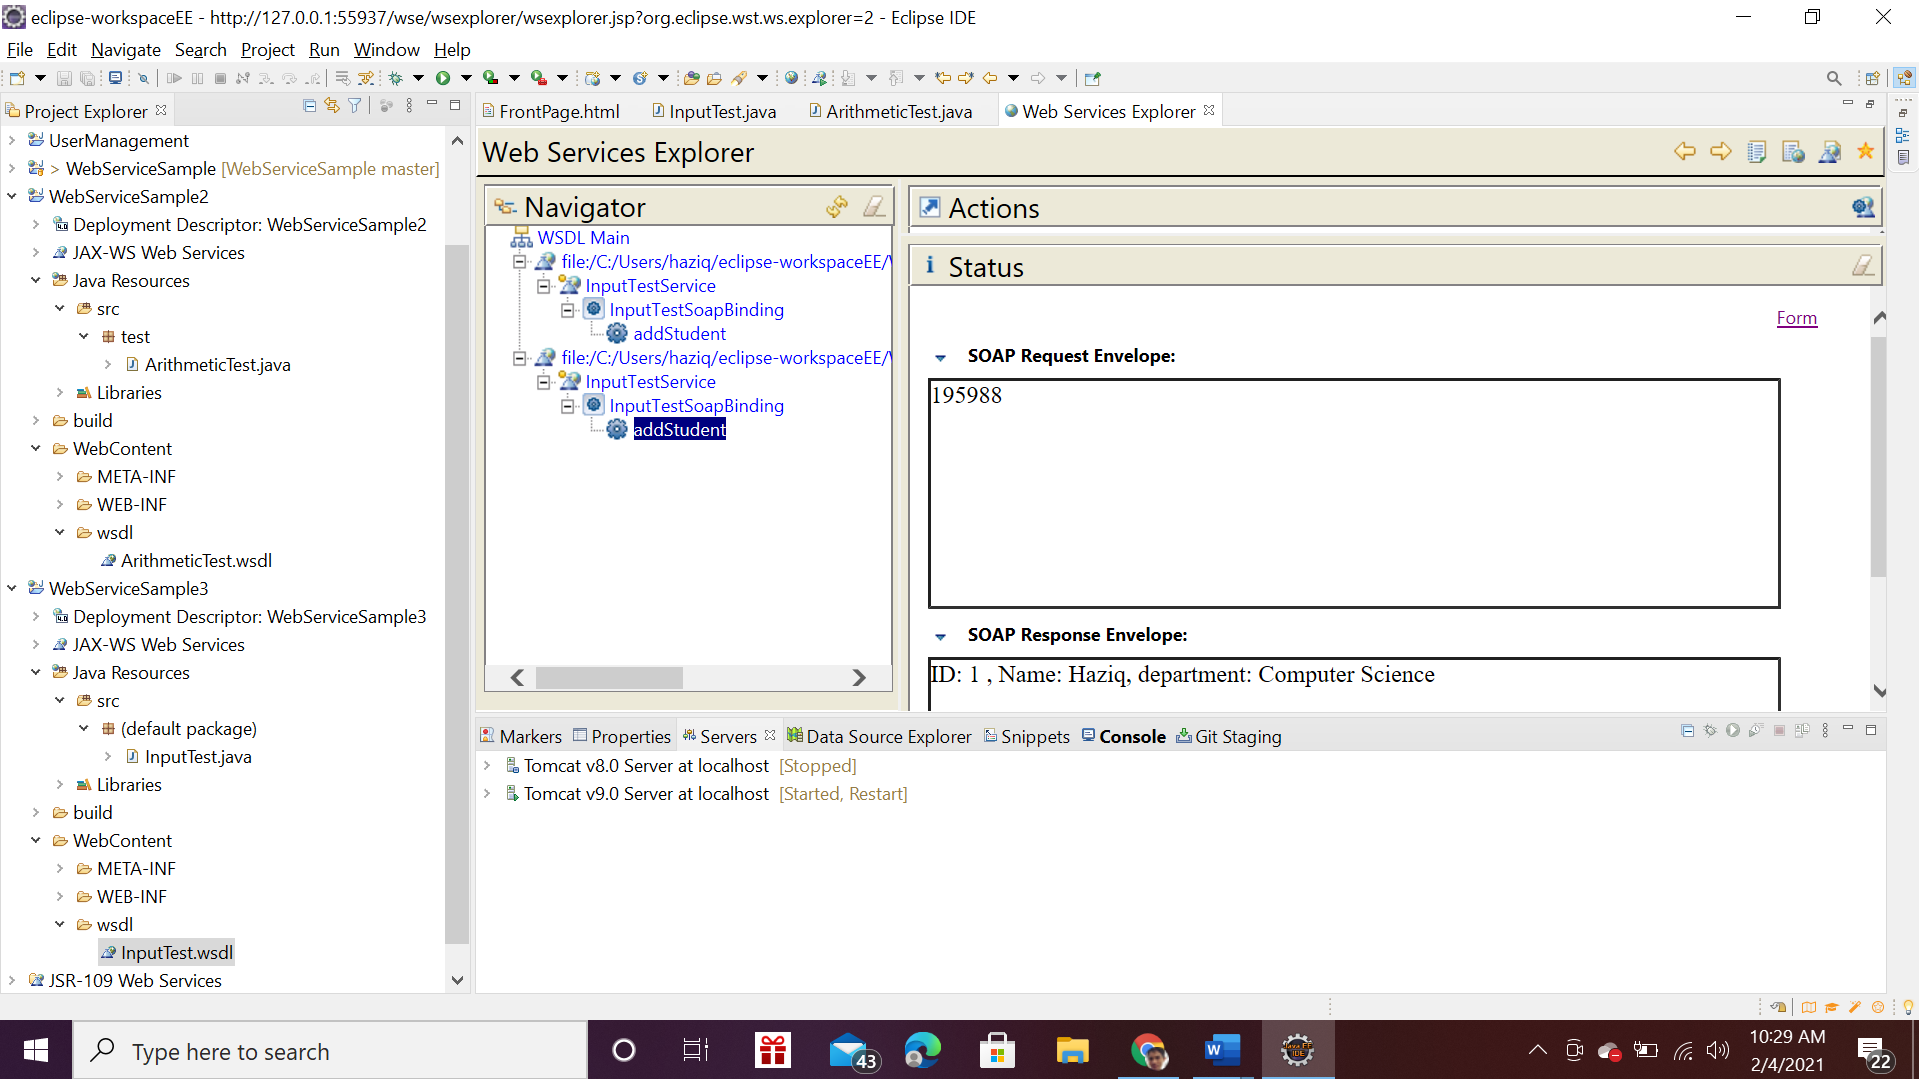 eclipse-workspaceEE - http://127.0.0.1:55937/wse/wsexplorer/wsexplorer.jsp?org.eclipse.wst.ws.explorer=2 - Eclipse IDE
File Edit Navigate Search Project Run Window Help
Project Explorer
UserManagement
> WebServiceSample [WebServiceSample master]
WebServiceSample2
Deployment Descriptor: WebServiceSample2
JAX-WS Web Services
Java Resources
src
test
ArithmeticTest.java
Libraries
build
WebContent
META-INF
WEB-INF
wsdl
ArithmeticTest.wsdl
WebServiceSample3
Deployment Descriptor: WebServiceSample3
JAX-WS Web Services
Java Resources
src
(default package)
InputTest.java
Libraries
build
WebContent
META-INF
WEB-INF
wsdl
InputTest.wsdl
JSR-109 Web Services
FrontPage.html InputTest.java ArithmeticTest.java Web Services Explorer
Web Services Explorer
Navigator
WSDL Main
file:/C:/Users/haziq/eclipse-workspaceEE/
InputTestService
InputTestSoapBinding
addStudent
file:/C:/Users/haziq/eclipse-workspaceEE/
InputTestService
InputTestSoapBinding
addStudent
Actions
Status
Form
SOAP Request Envelope:
195988
SOAP Response Envelope:
ID: 1 , Name: Haziq, department: Computer Science
Markers Properties Servers Data Source Explorer Snippets Console Git Staging
Tomcat v8.0 Server at localhost [Stopped]
Tomcat v9.0 Server at localhost [Started, Restart]
Type here to search
43
W
Java EE
IDE
10:29 AM
2/4/2021
22